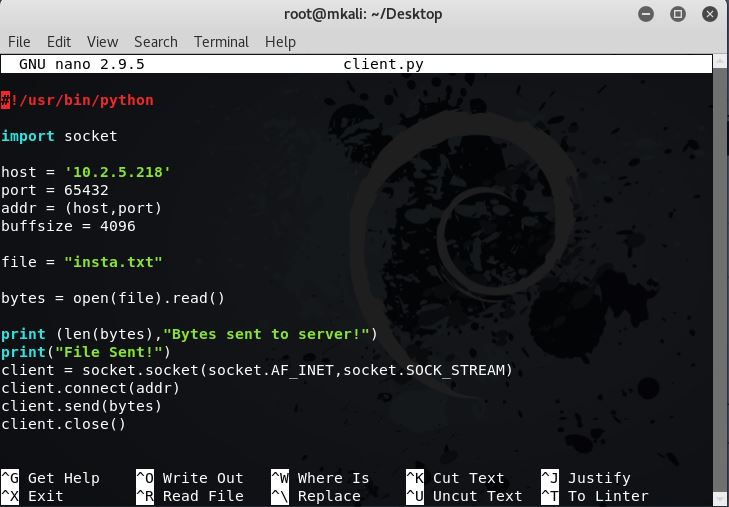 root@mkali: ~/Desktop
File Edit View Search Terminal Help
GNU nano 2.9.5 client.py
#!/usr/bin/python
import socket
host = '10.2.5.218'
port = 65432
addr = (host,port)
buffsize = 4096
file = "insta.txt"
bytes = open(file).read()
print (len(bytes),"Bytes sent to server!")
print("File Sent!")
client = socket.socket(socket.AF_INET,socket.SOCK_STREAM)
client.connect(addr)
client.send(bytes)
client.close()
^G Get Help ^O Write Out ^W Where Is ^K Cut Text ^J Justify
^X Exit ^R Read File ^\ Replace ^U Uncut Text ^T To Linter